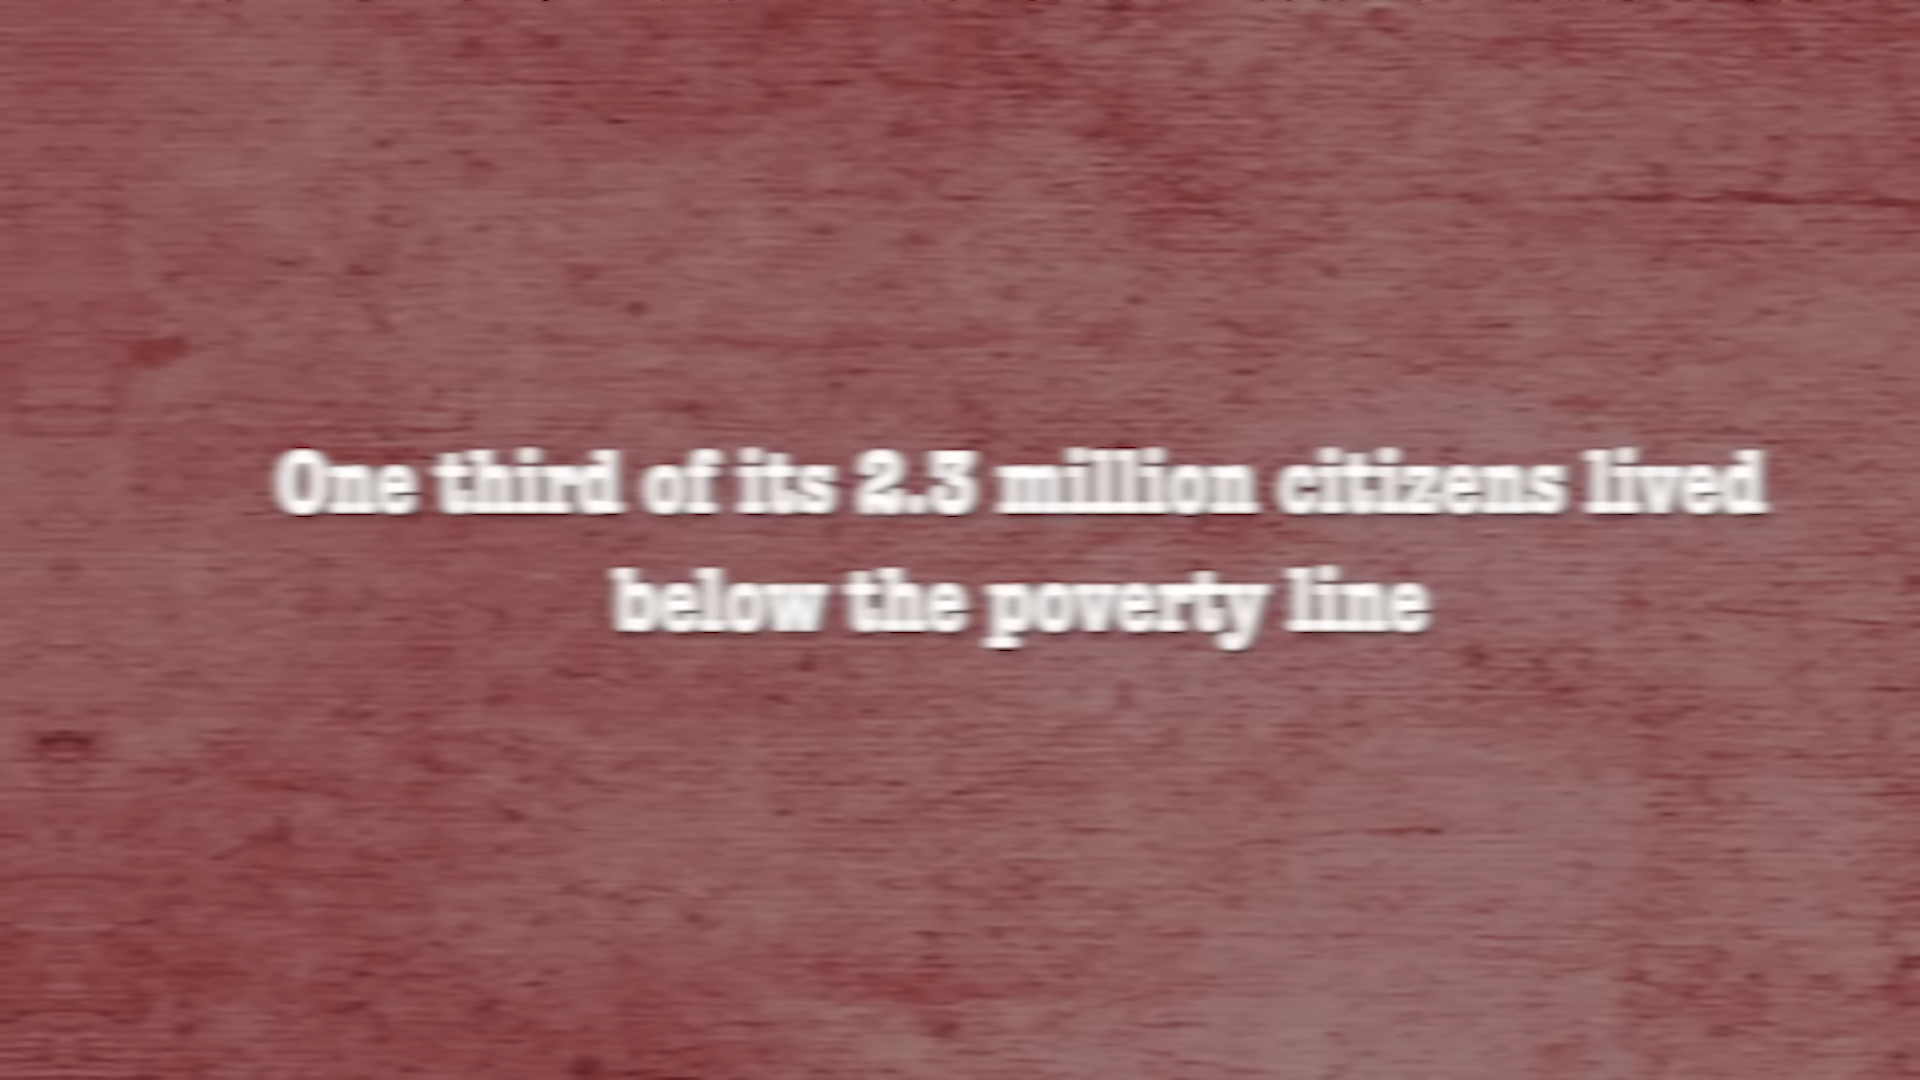 One third of its 2.3 million citizens lived
below the poverty line